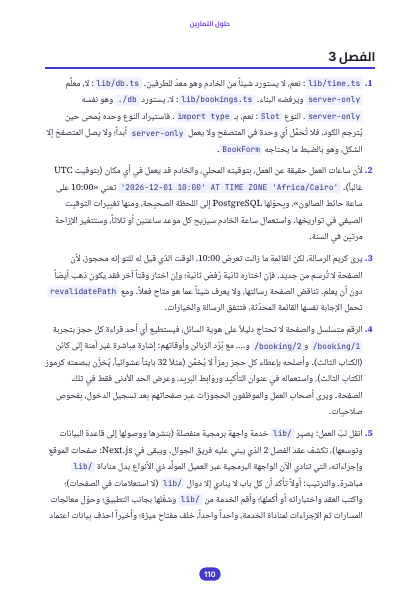 حلول التمارين
الفصل 3
1. lib/time.ts : نعم، لا يستورد شيئاً من الخادم وهو معدّ للطرفين. lib/db.ts : لا، معلَّم
server-only ويرفضه البناء. lib/bookings.ts : لا، يستورد ./db وهو نفسه
server-only . النوع Slot : نعم، بـ import type . فاستيراد النوع وحده يُمحى حين
يُترجم الكود، فلا تُحمَّل أي وحدة في المتصفح ولا يعمل server-only أبداً؛ ولا يصل المتصفحَ إلا
الشكل، وهو بالضبط ما يحتاجه BookForm .
2. لأن ساعات العمل حقيقة عن العمل، بتوقيته المحلي، والخادم قد يعمل في أي مكان (بتوقيت UTC
غالباً). '2026-12-01 10:00' AT TIME ZONE 'Africa/Cairo' تعني «10:00 على
ساعة حائط الصالون»، ويحوّلها PostgreSQL إلى اللحظة الصحيحة، ومنها تغييرات التوقيت
الصيفي في تواريخها. واستعمال ساعة الخادم سيزيح كل موعد ساعتين أو ثلاثاً، وستتغير الإزاحة
مرتين في السنة.
3. يرى كريم الرسالة، لكن القائمة ما زالت تعرض 10:00، الوقت الذي قيل له للتو إنه محجوز، لأن
الصفحة لا تُرسم من جديد. فإن اختاره ثانية رُفض ثانية؛ وإن اختار وقتاً آخر فقد يكون ذهب أيضاً
دون أن يعلم. تناقض الصفحة رسالتها، ولا يعرف شيئاً عما هو متاح فعلاً. ومع revalidatePath
تحمل الإجابة نفسها القائمة المحدّثة، فتتفق الرسالة والخيارات.
4. الرقم متسلسل والصفحة لا تحتاج دليلاً على هوية السائل، فيستطيع أي أحد قراءة كل حجز بتجربة
/booking/1 و /booking/2 و…، مع بُرَد الزبائن وأوقاتهم: إشارة مباشرة غير آمنة إلى كائن
(الكتاب الثالث). وأصلحه بإعطاء كل حجز رمزاً لا يُخمَّن (مثلاً 32 بايتاً عشوائياً، يُخزَّن ببصمته كرموز
الكتاب الثالث)، واستعماله في عنوان التأكيد وروابط البريد، وعرض الحد الأدنى فقط في تلك
الصفحة. ويرى أصحاب العمل والموظفون الحجوزات عبر صفحاتهم بعد تسجيل الدخول، بفحوص
صلاحيات.
5. انقل لبّ العمل: يصير lib/ خدمة واجهة برمجية منفصلة (بنشرها ووصولها إلى قاعدة البيانات
وتوسعها)، تكشف عقد الفصل 2 الذي يبني عليه فريق الجوال. ويبقى في Next.js: صفحات الموقع
وإجراءاته، التي تنادي الآن الواجهة البرمجية عبر العميل المولَّد ذي الأنواع بدل مناداة lib/
مباشرة. والترتيب: أولاً تأكد أن كل باب لا ينادي إلا دوال lib/ (لا استعلامات في الصفحات)؛
واكتب العقد واختباراته أو أكملها؛ وأقم الخدمة من lib/ وشغّلها بجانب التطبيق؛ وحوّل معالجات
المسارات ثم الإجراءات لمناداة الخدمة، واحداً واحداً، خلف مفتاح ميزة؛ وأخيراً احذف بيانات اعتماد
110